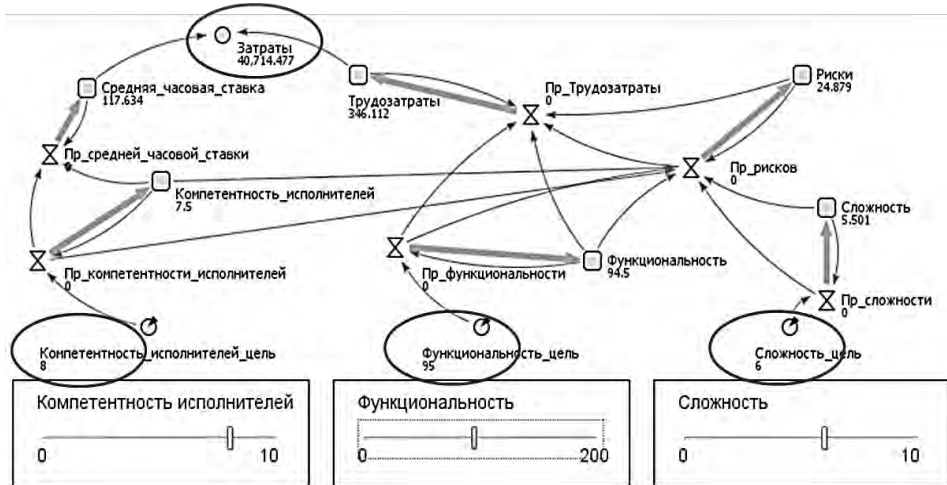 Затраты
40,714.477
Средняя_часовая_ставка
117.634
Трудозатраты
346.112
Пр_Трудозатраты
0
Риски
24.879
Пр_средней_часовой_ставки
Компетентность_исполнителей
7.5
Пр_рисков
0
Сложность
5.501
Пр_компетентности_исполнителей
0
Пр_функциональности
0
Функциональность
94.5
Пр_сложности
0
Компетентность_исполнителей_цель
8
Функциональность_цель
95
Сложность_цель
6
Компетентность исполнителей
0 10
Функциональность
0 200
Сложность
0 10